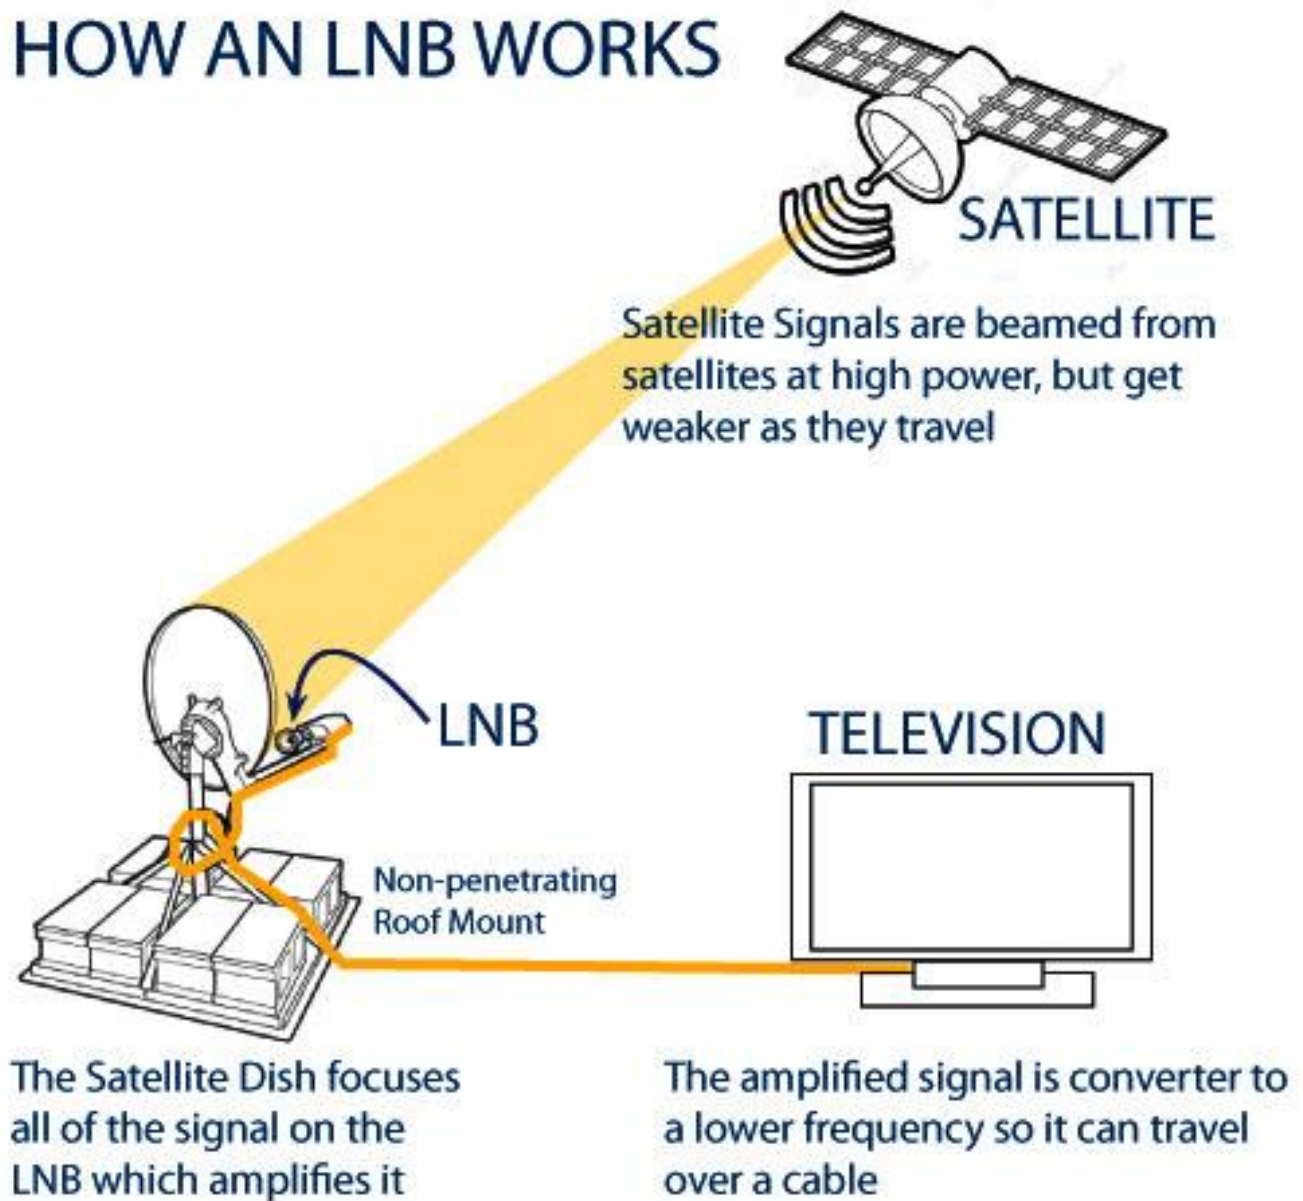 HOW AN LNB WORKS
SATELLITE
Satellite Signals are beamed from
satellites at high power, but get
weaker as they travel
LNB
TELEVISION
Non-penetrating
Roof Mount
The Satellite Dish focuses
all of the signal on the
LNB which amplifies it
The amplified signal is converter to
a lower frequency so it can travel
over a cable